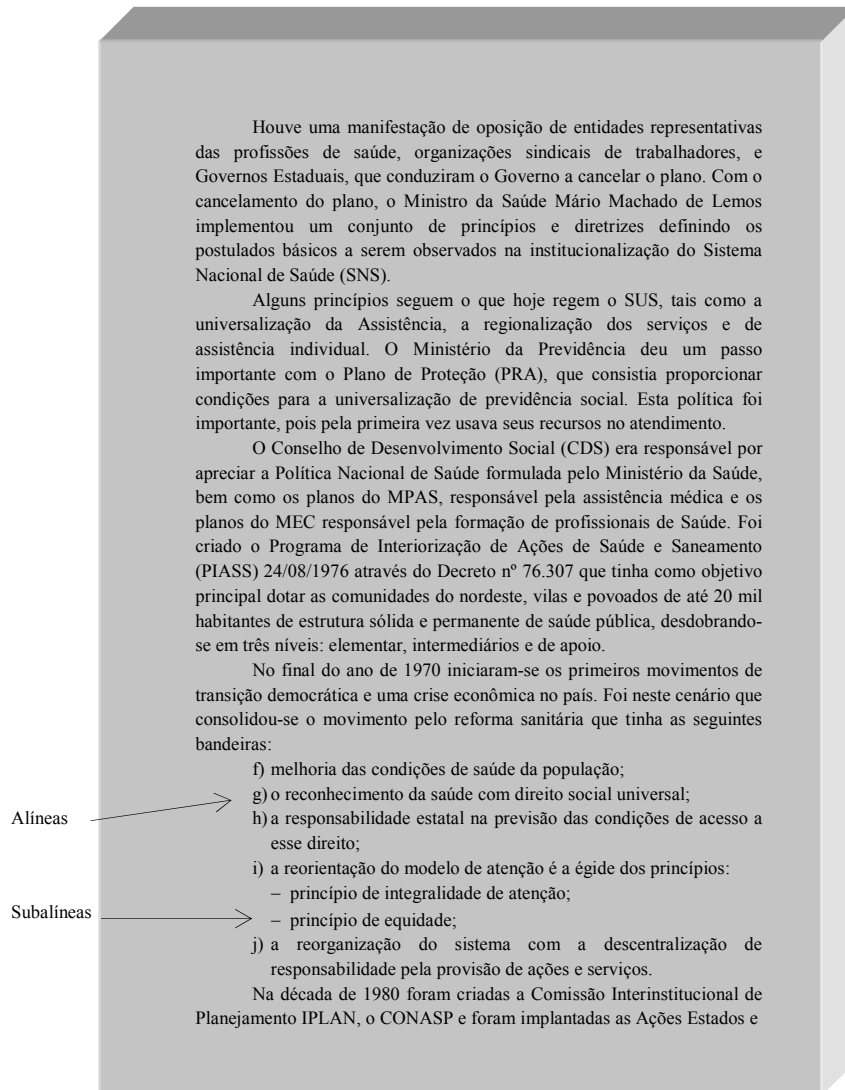 Houve uma manifestação de oposição de entidades representativas
das profissões de saúde, organizações sindicais de trabalhadores, e
Governos Estaduais, que conduziram o Governo a cancelar o plano. Com o
cancelamento do plano, o Ministro da Saúde Mário Machado de Lemos
implementou um conjunto de princípios e diretrizes definindo os
postulados básicos a serem observados na institucionalização do Sistema
Nacional de Saúde (SNS).
Alguns princípios seguem o que hoje regem o SUS, tais como a
universalização da Assistência, a regionalização dos serviços e de
assistência individual. O Ministério da Previdência deu um passo
importante com o Plano de Proteção (PRA), que consistia proporcionar
condições para a universalização de previdência social. Esta política foi
importante, pois pela primeira vez usava seus recursos no atendimento.
O Conselho de Desenvolvimento Social (CDS) era responsável por
apreciar a Política Nacional de Saúde formulada pelo Ministério da Saúde,
bem como os planos do MPAS, responsável pela assistência médica e os
planos do MEC responsável pela formação de profissionais de Saúde. Foi
criado o Programa de Interiorização de Ações de Saúde e Saneamento
(PIASS) 24/08/1976 através do Decreto nº 76.307 que tinha como objetivo
principal dotar as comunidades do nordeste, vilas e povoados de até 20 mil
habitantes de estrutura sólida e permanente de saúde pública, desdobrando-
se em três níveis: elementar, intermediários e de apoio.
No final do ano de 1970 iniciaram-se os primeiros movimentos de
transição democrática e uma crise econômica no país. Foi neste cenário que
consolidou-se o movimento pelo reforma sanitária que tinha as seguintes
bandeiras:
f) melhoria das condições de saúde da população;
g) o reconhecimento da saúde com direito social universal;
Alíneas
h) a responsabilidade estatal na previsão das condições de acesso a
esse direito;
i) a reorientação do modelo de atenção é a égide dos princípios:
– princípio de integralidade de atenção;
Subalíneas
– princípio de equidade;
j) a reorganização do sistema com a descentralização de
responsabilidade pela provisão de ações e serviços.
Na década de 1980 foram criadas a Comissão Interinstitucional de
Planejamento IPLAN, o CONASP e foram implantadas as Ações Estados e